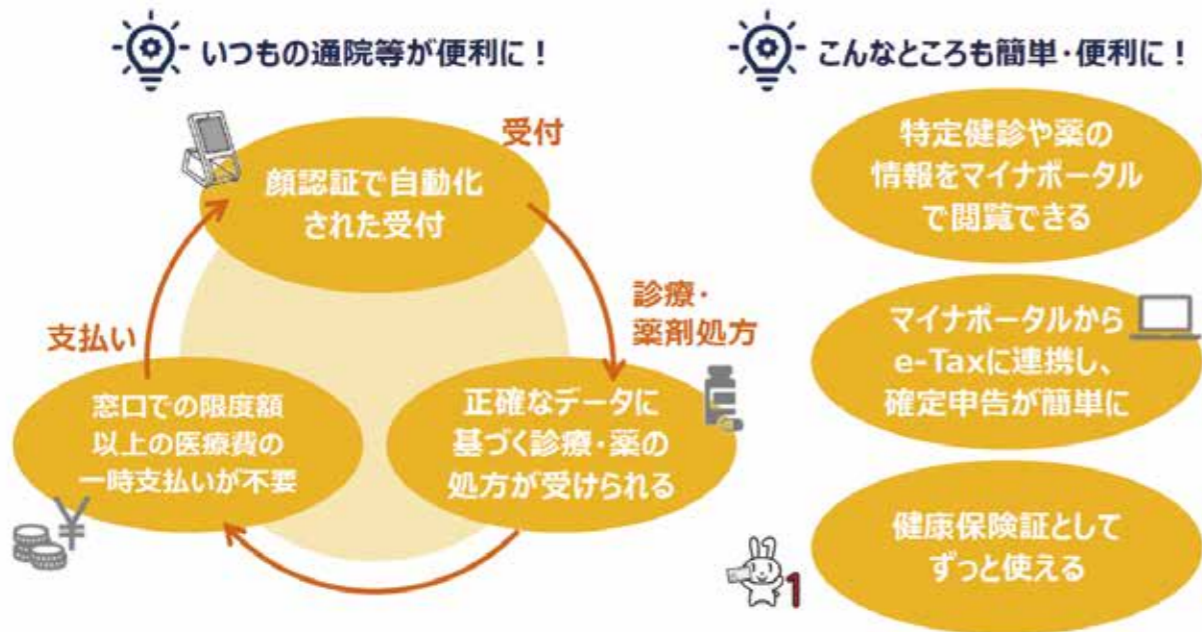 いつもの通院等が便利に！
受付
顔認証で自動化
された受付
診療・
薬剤処方
正確なデータに
基づく診療・薬の
処方が受けられる
支払い
窓口での限度額
以上の医療費の
一時支払いが不要
¥
こんなところも簡単・便利に！
特定健診や薬の
情報をマイナポータル
で閲覧できる
マイナポータルから
e-Taxに連携し、
確定申告が簡単に
健康保険証として
ずっと使える
1